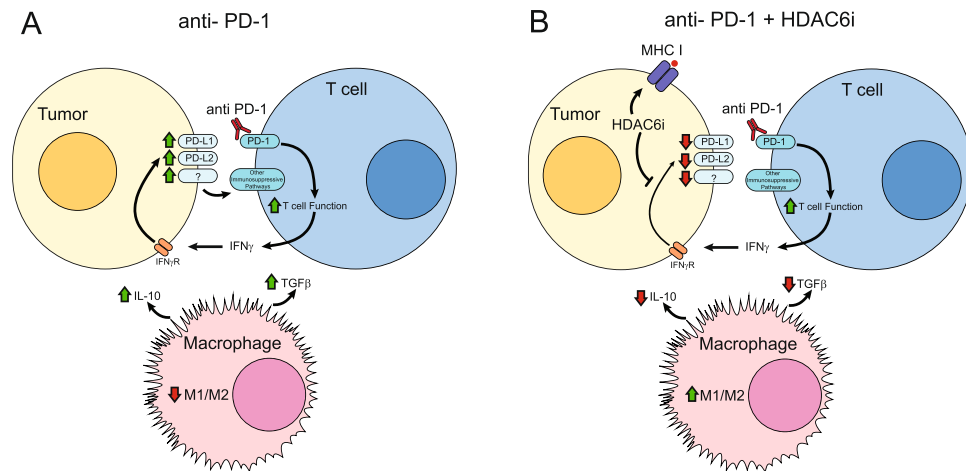 A
anti- PD-1
Tumor
T cell
anti PD-1
PD-L1
PD-L2
?
PD-1
Other
Immunosuppressive
Pathways
T cell Function
IFNγ
IFNγR
IL-10
TGFβ
Macrophage
M1/M2
B
anti- PD-1 + HDAC6i
MHC I
Tumor
T cell
HDAC6i
anti PD-1
PD-L1
PD-L2
?
PD-1
Other
Immunosuppressive
Pathways
T cell Function
IFNγ
IFNγR
IL-10
TGFβ
Macrophage
M1/M2